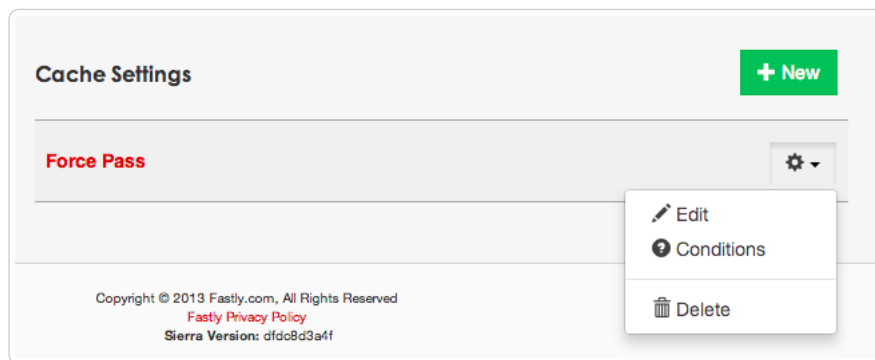 Cache Settings
+ New
Force Pass
Edit
Conditions
Delete
Copyright © 2013 Fastly.com, All Rights Reserved
Fastly Privacy Policy
Sierra Version: dfdc8d3a4f